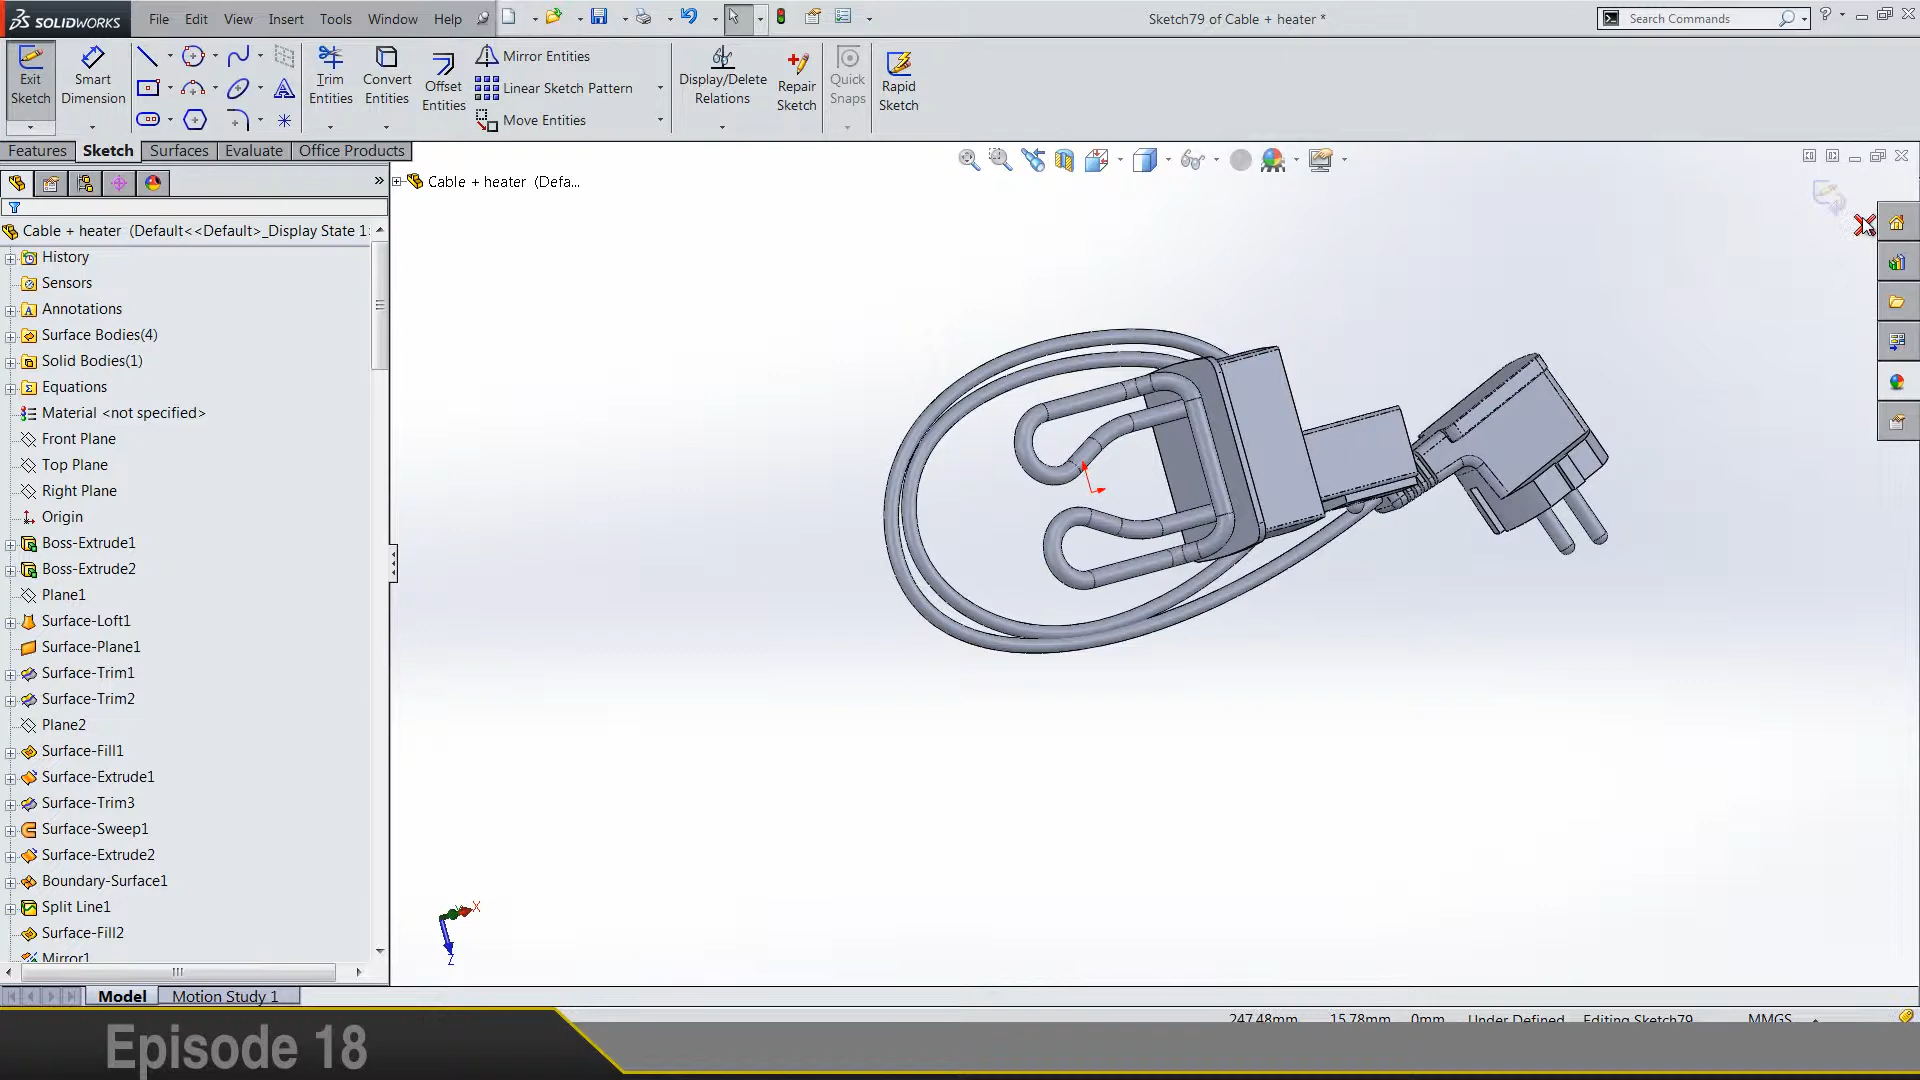 SOLIDWORKS File Edit View Insert Tools Window Help Sketch79 of Cable + heater * Search Commands
Exit Sketch
Smart Dimension
Trim Entities
Convert Entities
Offset Entities
Mirror Entities
Linear Sketch Pattern
Move Entities
Display/Delete Relations
Repair Sketch
Quick Snaps
Rapid Sketch
Features Sketch Surfaces Evaluate Office Products
Cable + heater (Defa...
Cable + heater (Default<<Default>_Display State 1
History
Sensors
Annotations
Surface Bodies(4)
Solid Bodies(1)
Equations
Material <not specified>
Front Plane
Top Plane
Right Plane
Origin
Boss-Extrude1
Boss-Extrude2
Plane1
Surface-Loft1
Surface-Plane1
Surface-Trim1
Surface-Trim2
Plane2
Surface-Fill1
Surface-Extrude1
Surface-Trim3
Surface-Sweep1
Surface-Extrude2
Boundary-Surface1
Split Line1
Surface-Fill2
Mirror1
X
Z
Model Motion Study 1
247.48mm 15.78mm 0mm Under Defined Editing Sketch79 MMGS
Episode 18